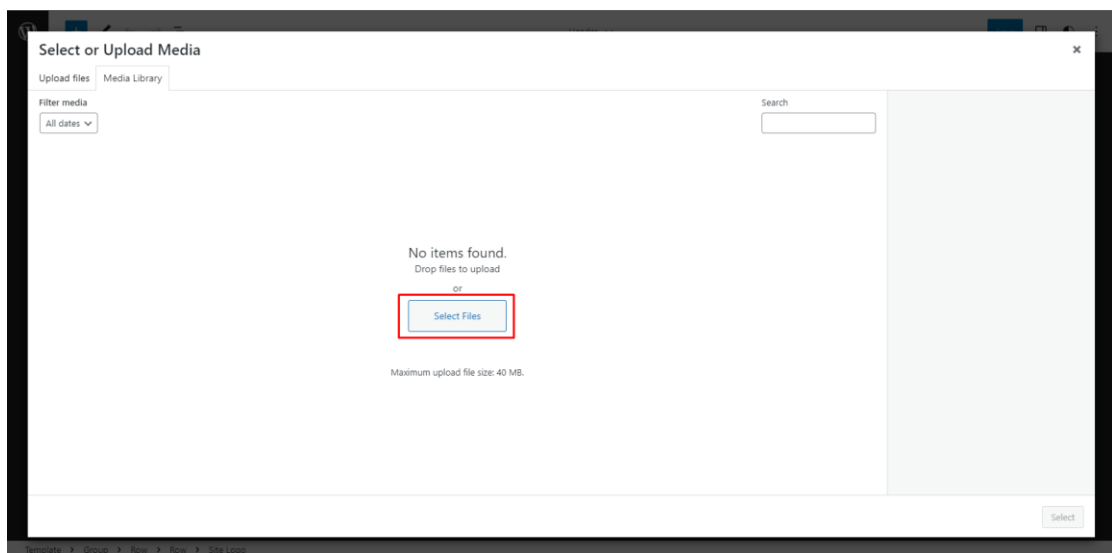 Select or Upload Media
Upload files Media Library
Filter media
Search
All dates
No items found.
Drop files to upload
or
Select Files
Maximum upload file size: 40 MB.
Select
Template > Group > Row > Row > Site Logo